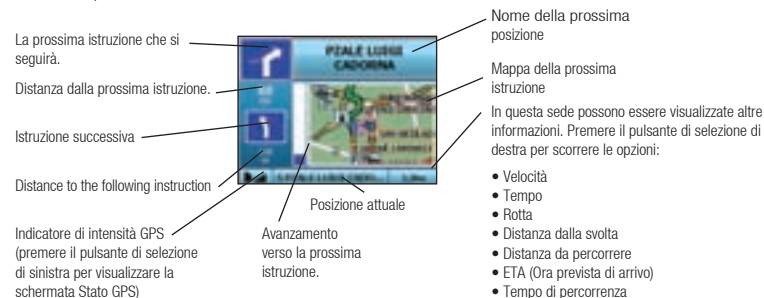 La prossima istruzione che si
seguirà.
Distanza dalla prossima istruzione.
Istruzione successiva
Distance to the following instruction
Indicatore di intensità GPS
(premere il pulsante di selezione
di sinistra per visualizzare la
schermata Stato GPS)
PIALE LUIGI
CADORNA
Posizione attuale
Avanzamento
verso la prossima
istruzione.
Nome della prossima
posizione
Mappa della prossima
istruzione
In questa sede possono essere visualizzate altre
informazioni. Premere il pulsante di selezione di
destra per scorrere le opzioni:
• Velocità
• Tempo
• Rotta
• Distanza dalla svolta
• Distanza da percorrere
• ETA (Ora prevista di arrivo)
• Tempo di percorrenza